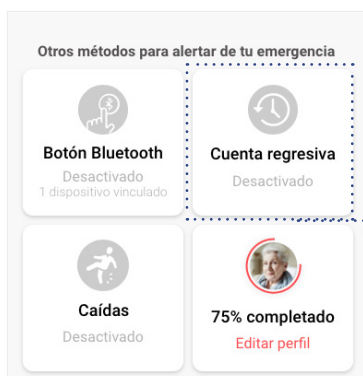 Otros métodos para alertar de tu emergencia
Botón Bluetooth
Desactivado
1 dispositivo vinculado
Cuenta regresiva
Desactivado
Caídas
Desactivado
75% completado
Editar perfil